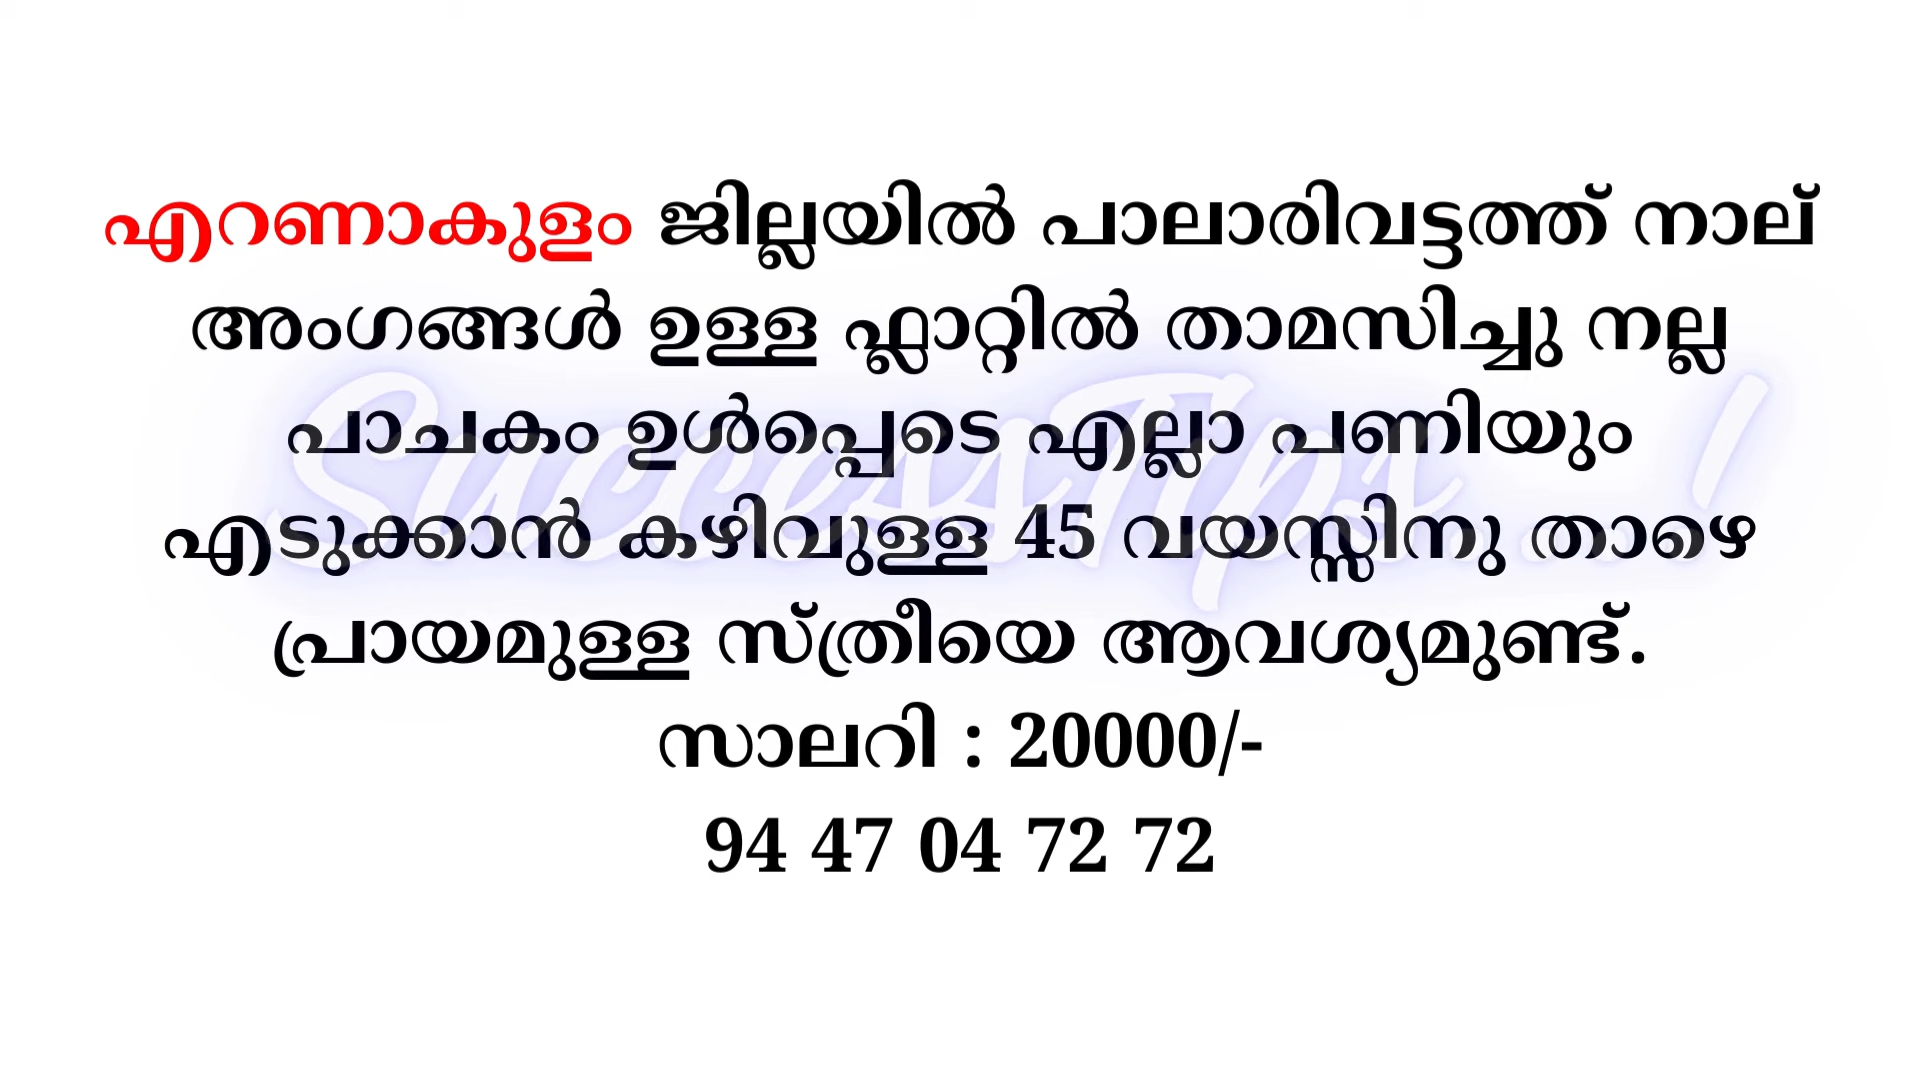 എറണാകുളം ജില്ലയിൽ പാലാരിവട്ടത്ത് നാല്
അംഗങ്ങൾ ഉള്ള ഫ്ലാറ്റിൽ താമസിച്ചു നല്ല
പാചകം ഉൾപ്പെടെ എല്ലാ പണിയും
എടുക്കാൻ കഴിവുള്ള 45 വയസ്സിനു താഴെ
പ്രായമുള്ള സ്ത്രീയെ ആവശ്യമുണ്ട്.
സാലറി : 20000/-
94 47 04 72 72
SuccessTips...!